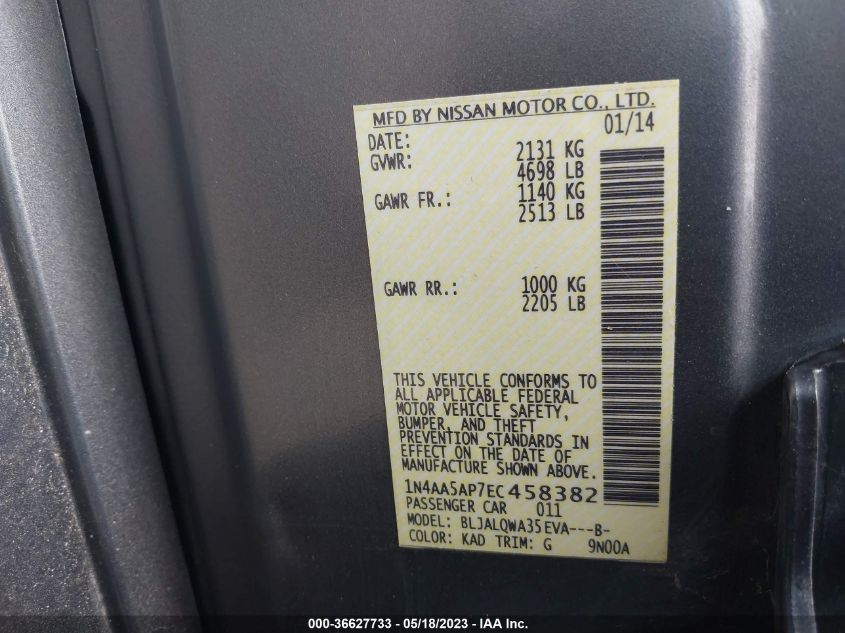 MFD BY NISSAN MOTOR CO., LTD.
DATE: 01/14
GVWR: 2131 KG
4698 LB
GAWR FR.: 1140 KG
2513 LB
GAWR RR.: 1000 KG
2205 LB
THIS VEHICLE CONFORMS TO
ALL APPLICABLE FEDERAL
MOTOR VEHICLE SAFETY,
BUMPER, AND THEFT
PREVENTION STANDARDS IN
EFFECT ON THE DATE OF
MANUFACTURE SHOWN ABOVE.
1N4AA5AP7EC458382
PASSENGER CAR 011
MODEL: BLJALQWA35EVA---B-
COLOR: KAD TRIM: G 9N00A
000-36627733 - 05/18/2023 - IAA Inc.